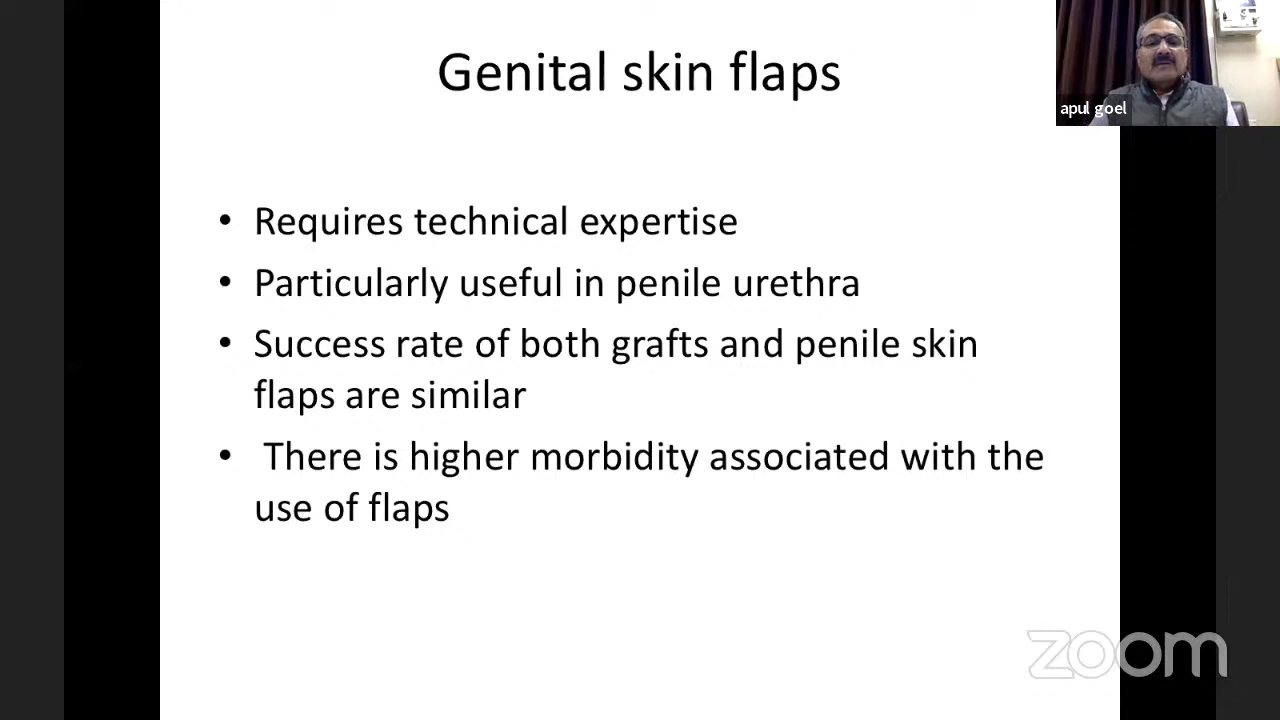 Genital skin flaps
apul goel
• Requires technical expertise
• Particularly useful in penile urethra
• Success rate of both grafts and penile skin
flaps are similar
• There is higher morbidity associated with the
use of flaps
zoom